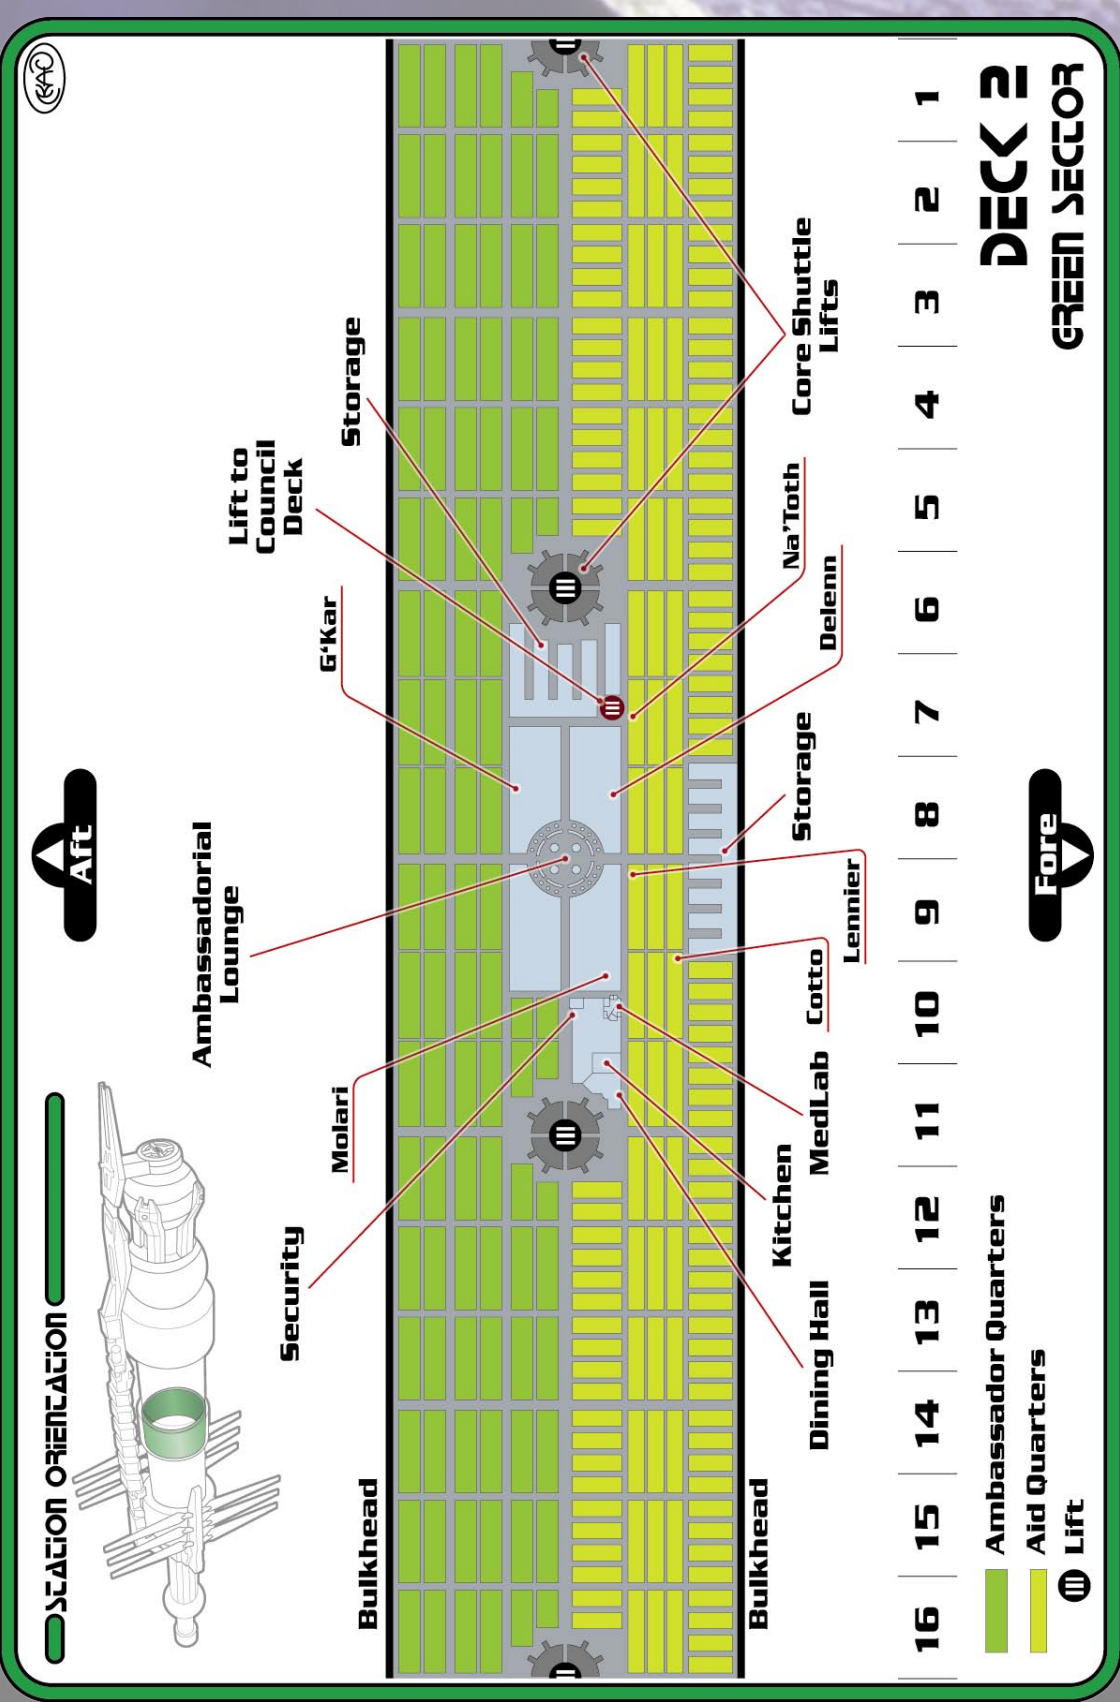 STATION ORIENTATION
KAC
Aft
Ambassadorial
Lounge
Lift to
Council
Deck
Security
Molari
G'Kar
Storage
Bulkhead
Bulkhead
Dining Hall
Kitchen
MedLab
Cotto
Lennier
Storage
Delenn
Na'Toth
Core Shuttle
Lifts
16 15 14 13 12 11 10 9 8 7 6 5 4 3 2 1
Ambassador Quarters
Aid Quarters
Lift
Fore
DECK 2
GREEN SECTOR